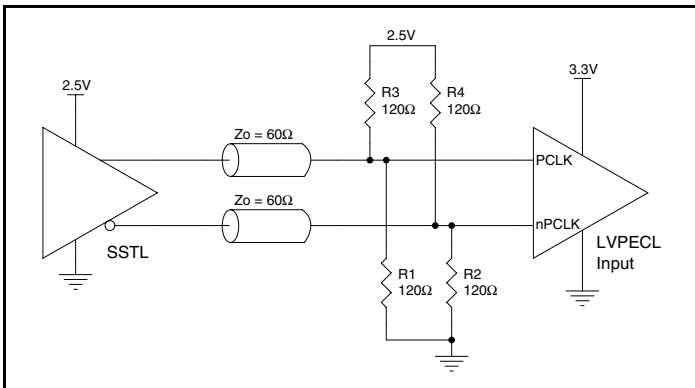 2.5V
2.5V
3.3V
R3
120Ω
R4
120Ω
Zo = 60Ω
PCLK
Zo = 60Ω
nPCLK
SSTL
LVPECL
Input
R1
120Ω
R2
120Ω